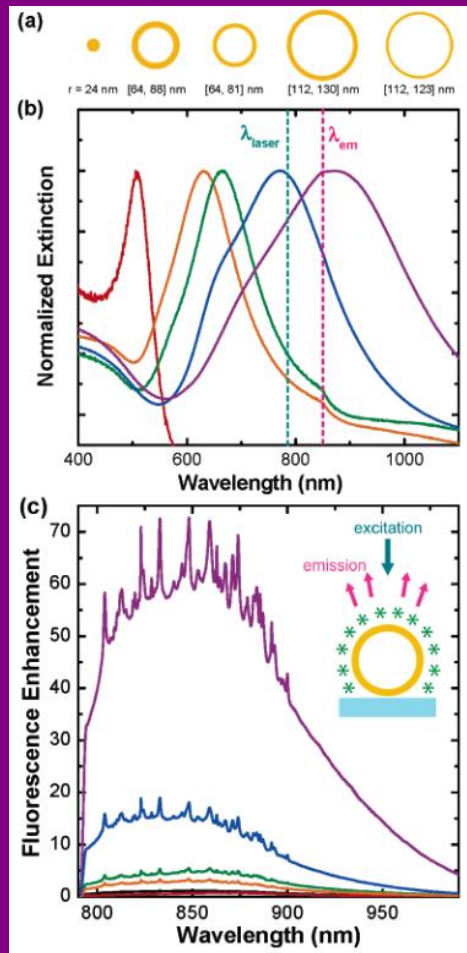 (a)
r = 24 nm [64, 88] nm [64, 81] nm [112, 130] nm [112, 123] nm
(b)
λlaser λem
Normalized Extinction
400 600 800 1000
Wavelength (nm)
(c)
70
60
50
40
30
20
10
0
excitation
emission
Fluorescence Enhancement
800 850 900 950
Wavelength (nm)